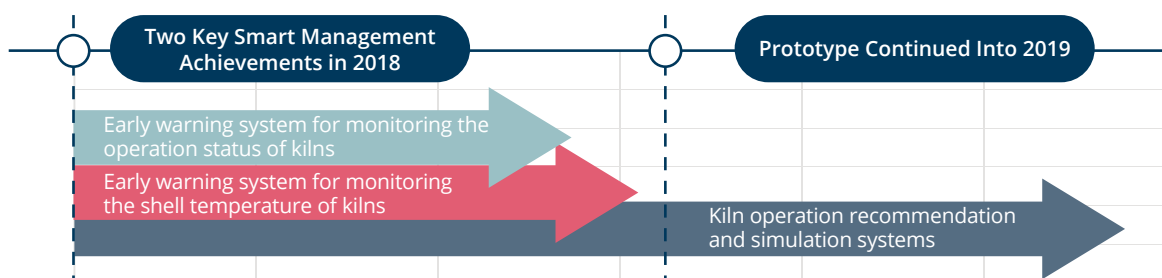 Two Key Smart Management
Achievements in 2018
Prototype Continued Into 2019
Early warning system for monitoring the
operation status of kilns
Early warning system for monitoring
the shell temperature of kilns
Kiln operation recommendation
and simulation systems